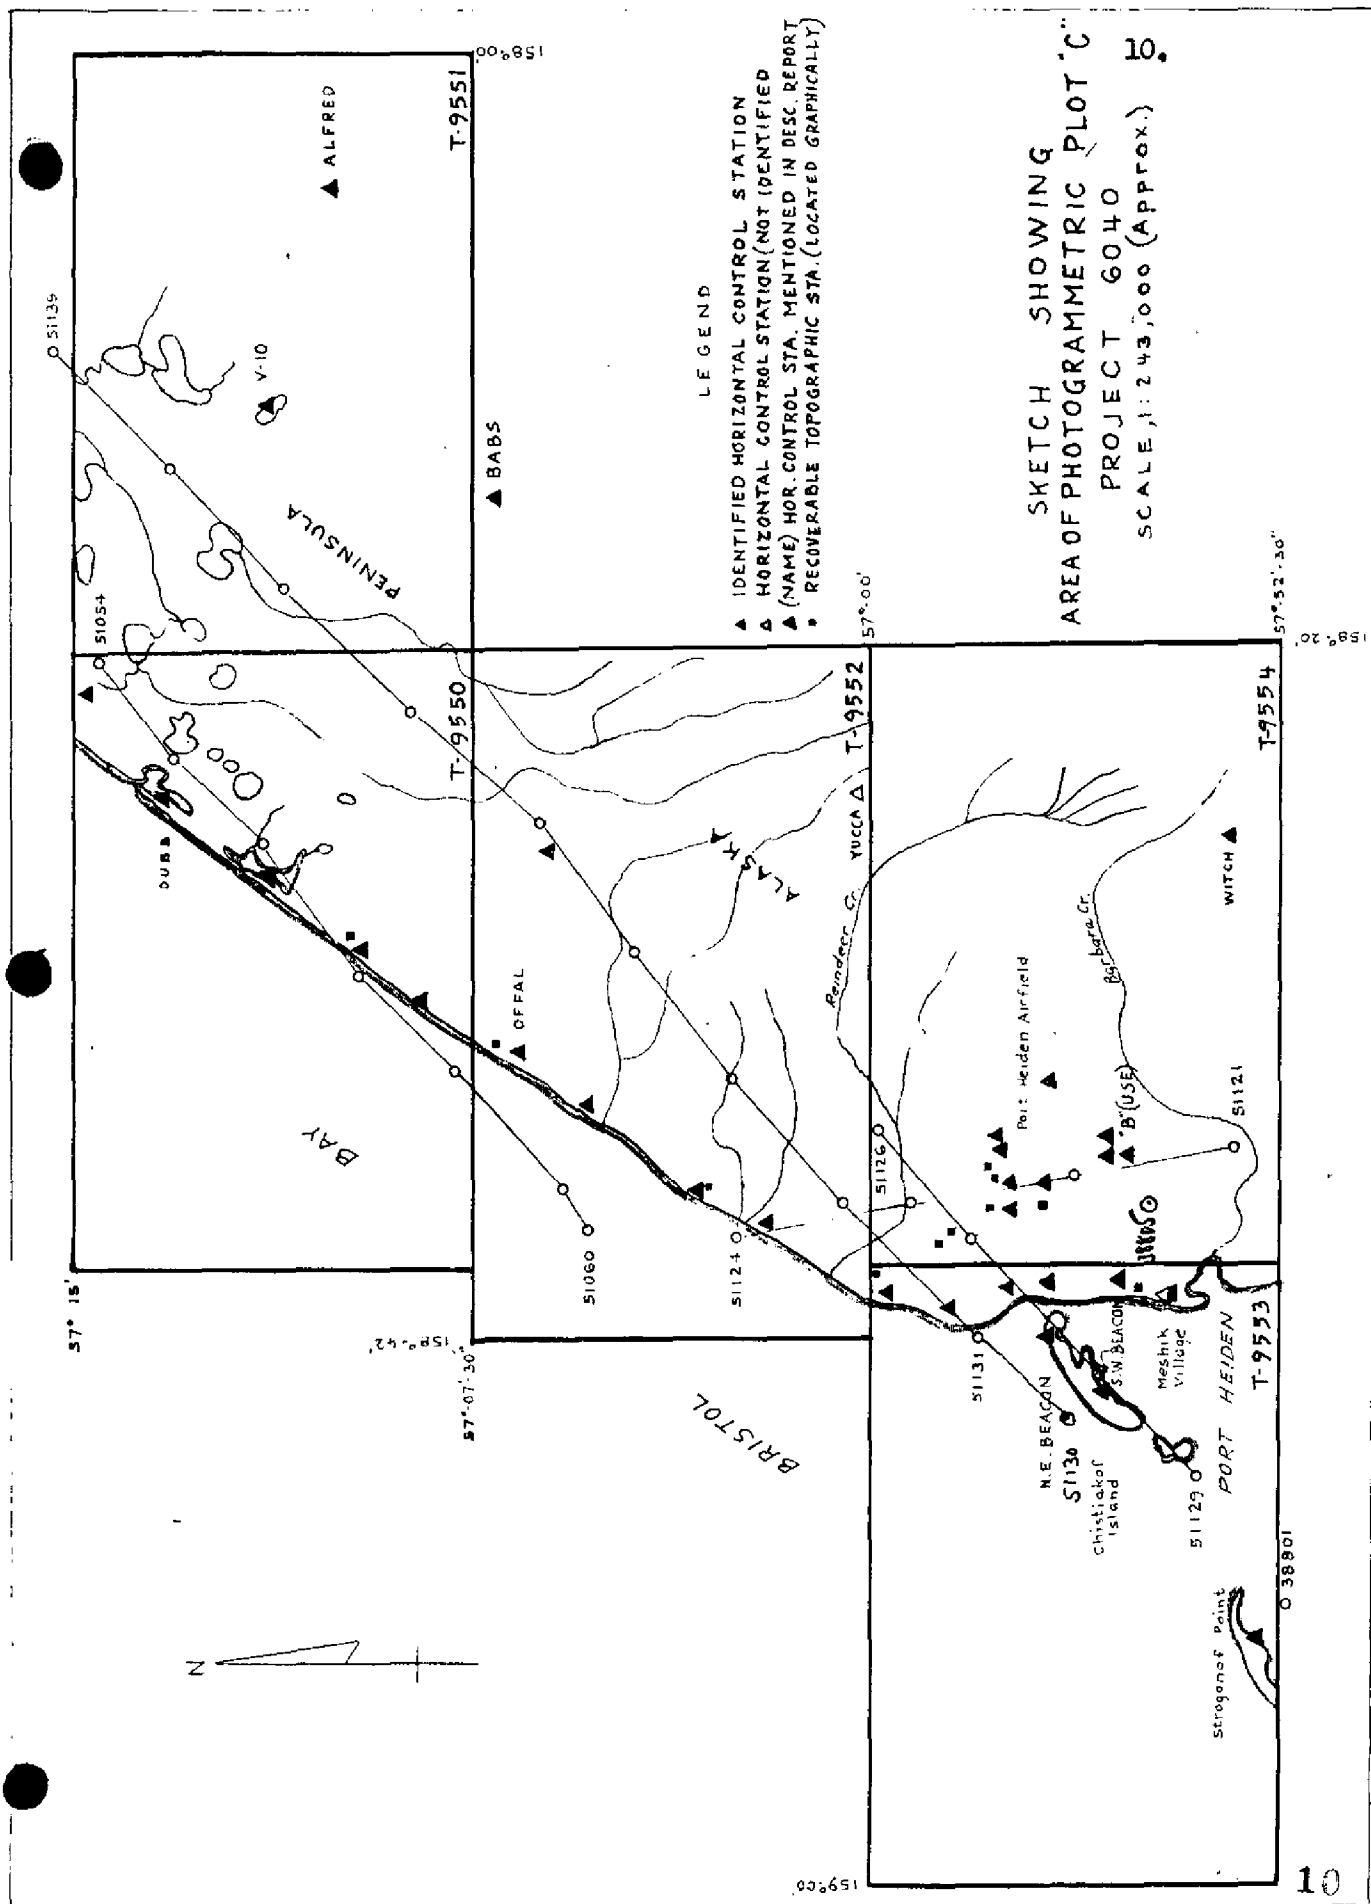 SKETCH SHOWING
AREA OF PHOTOGRAMMETRIC PLOT "C"
PROJECT 6040
SCALE, 1:243,000 (Approx.)
10.
LEGEND
▲ IDENTIFIED HORIZONTAL CONTROL STATION
△ HORIZONTAL CONTROL STATION (NOT IDENTIFIED
▲ (NAME) HOR. CONTROL STA. MENTIONED IN DESC. REPORT
RECOVERABLE TOPOGRAPHIC STA. (LOCATED GRAPHICALLY)
57° 15'
51054
51139
DUBB
V-10
ALFRED
PENINSULA
T-9550
T-9551
158°00'
BABS
57°-07'-30"
158°-42'
BAY
OFFAL
51060
51124
ALASKA
N
BRISTOL
YUCCA
T-9552
57°-00'
159°00'
51126
Reindeer Cr.
51131
Port Heiden Airfield
N.E. BEACON
51130
Chistiakof
Island
S.W. BEACON
"B" (USE)
Barbara Cr.
Meshik
Village
51129
51121
WITCH
PORT HEIDEN
Stroganof Point
T-9553
T-9554
38801
57°-52'-30"
158°-20'
10